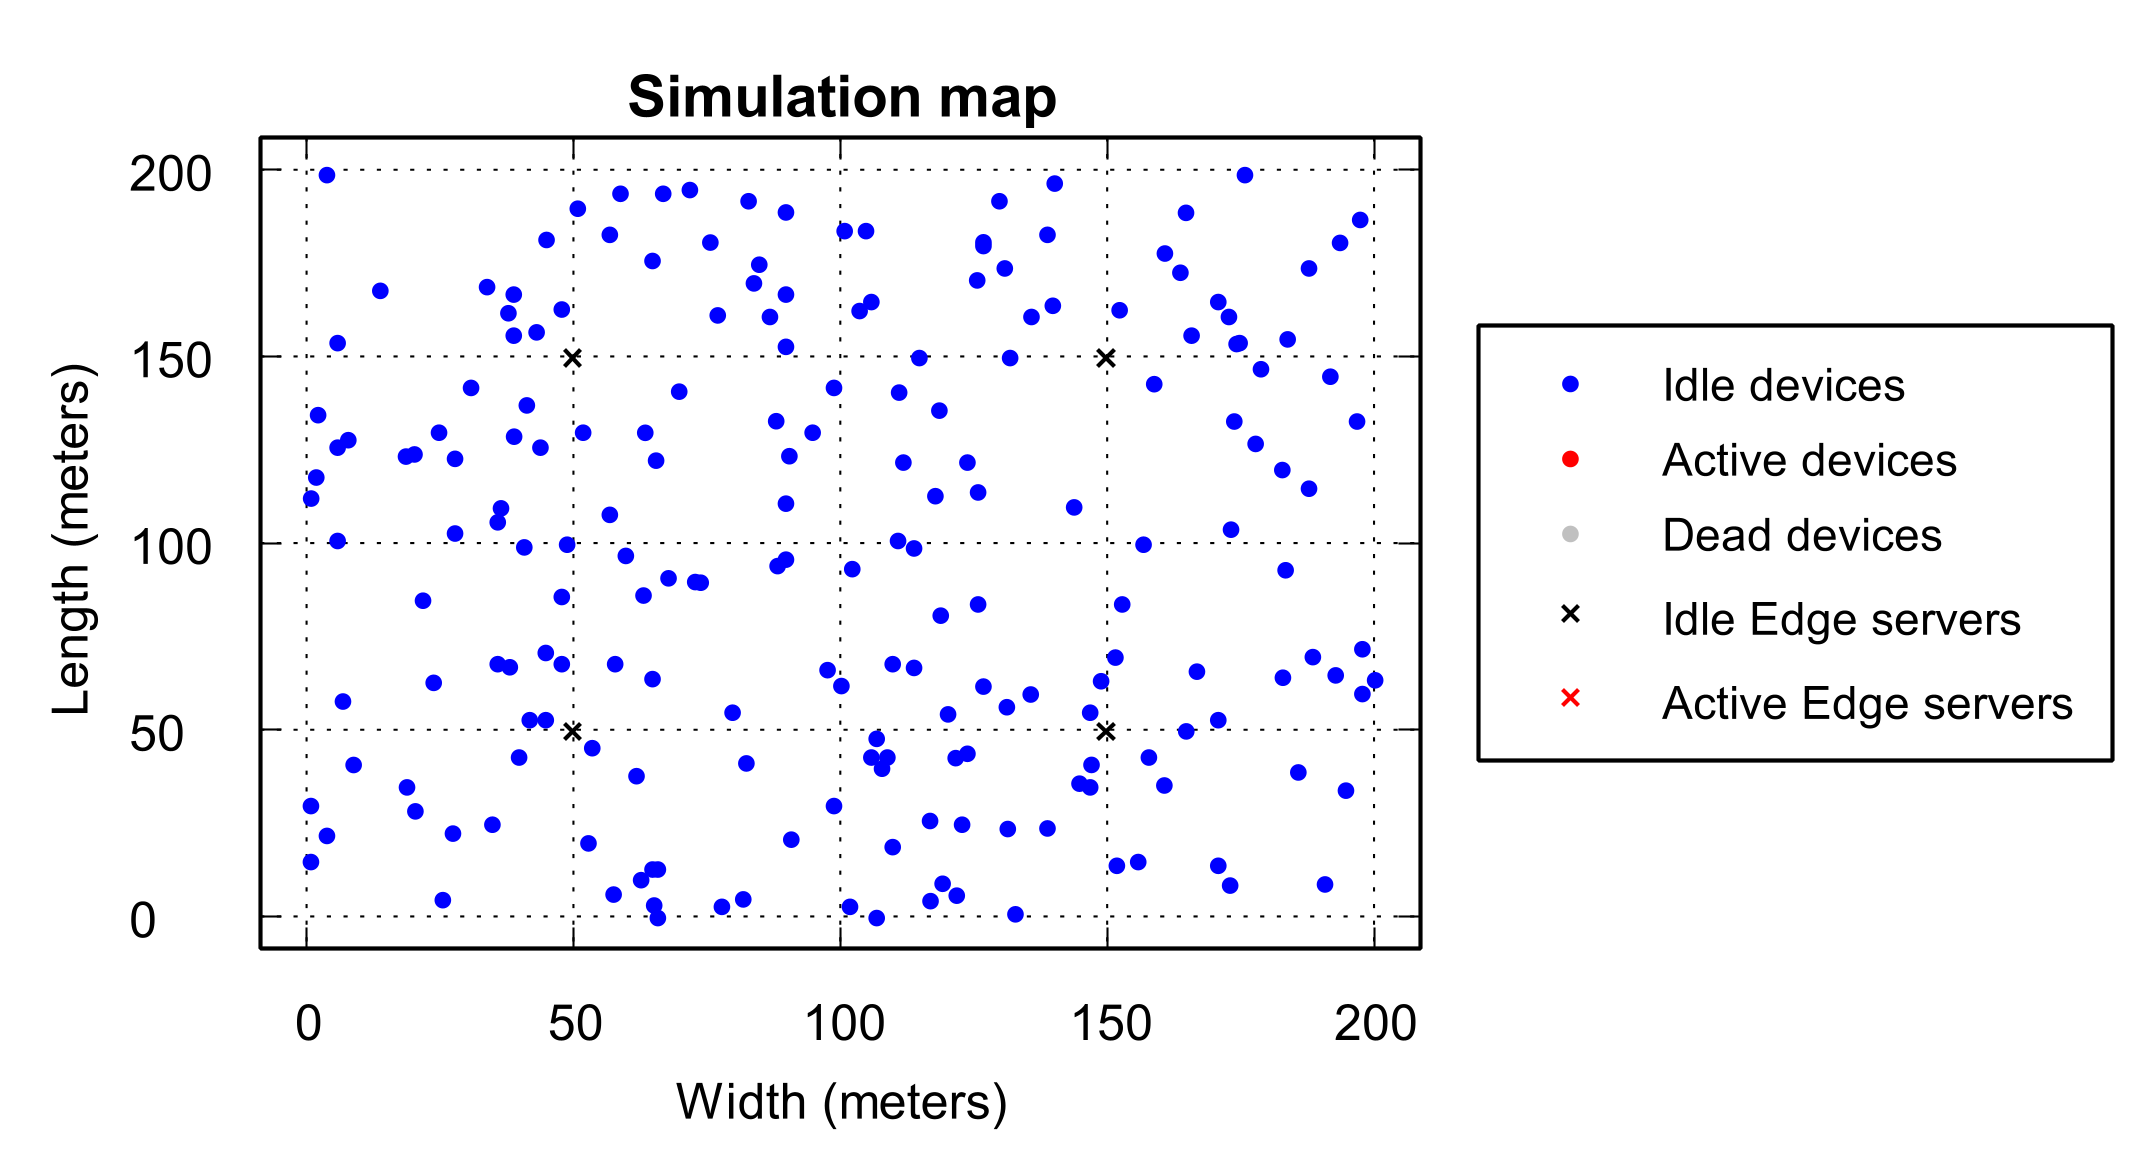 Simulation map
Length (meters)
200
150
100
50
0
0 50 100 150 200
Width (meters)
Idle devices
Active devices
Dead devices
Idle Edge servers
Active Edge servers